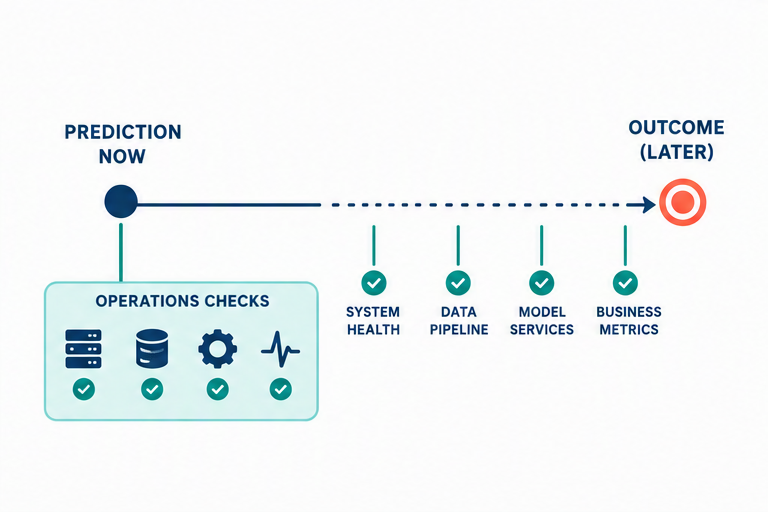 PREDICTION
NOW
OUTCOME
(LATER)
OPERATIONS CHECKS
SYSTEM
HEALTH
DATA
PIPELINE
MODEL
SERVICES
BUSINESS
METRICS